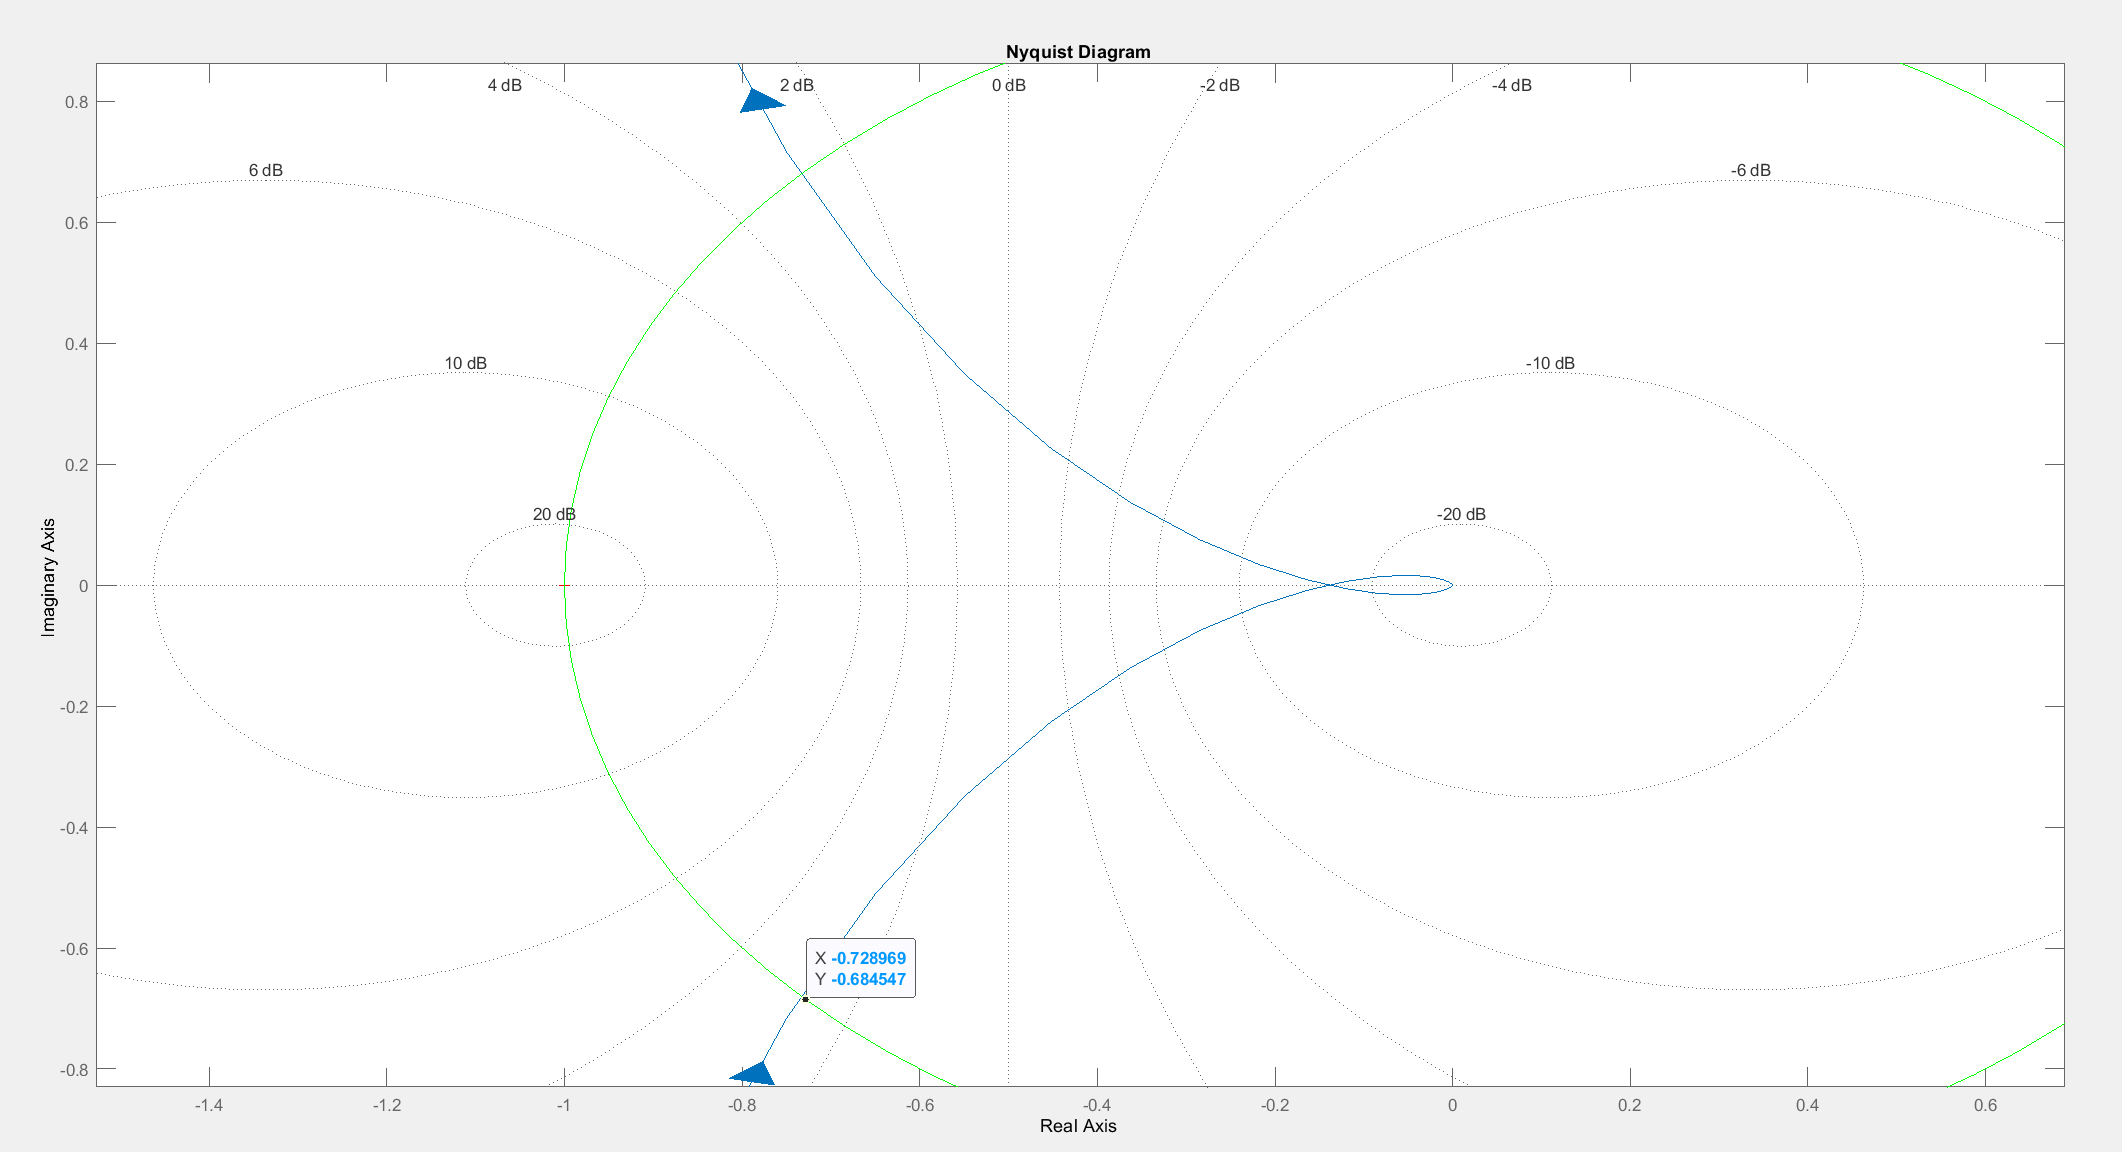 Nyquist Diagram
4 dB
2 dB
0 dB
-2 dB
-4 dB
6 dB
-6 dB
10 dB
-10 dB
20 dB
-20 dB
0.8
0.6
0.4
0.2
0
-0.2
-0.4
-0.6
-0.8
Imaginary Axis
X -0.728969
Y -0.684547
-1.4
-1.2
-1
-0.8
-0.6
-0.4
-0.2
0
0.2
0.4
0.6
Real Axis